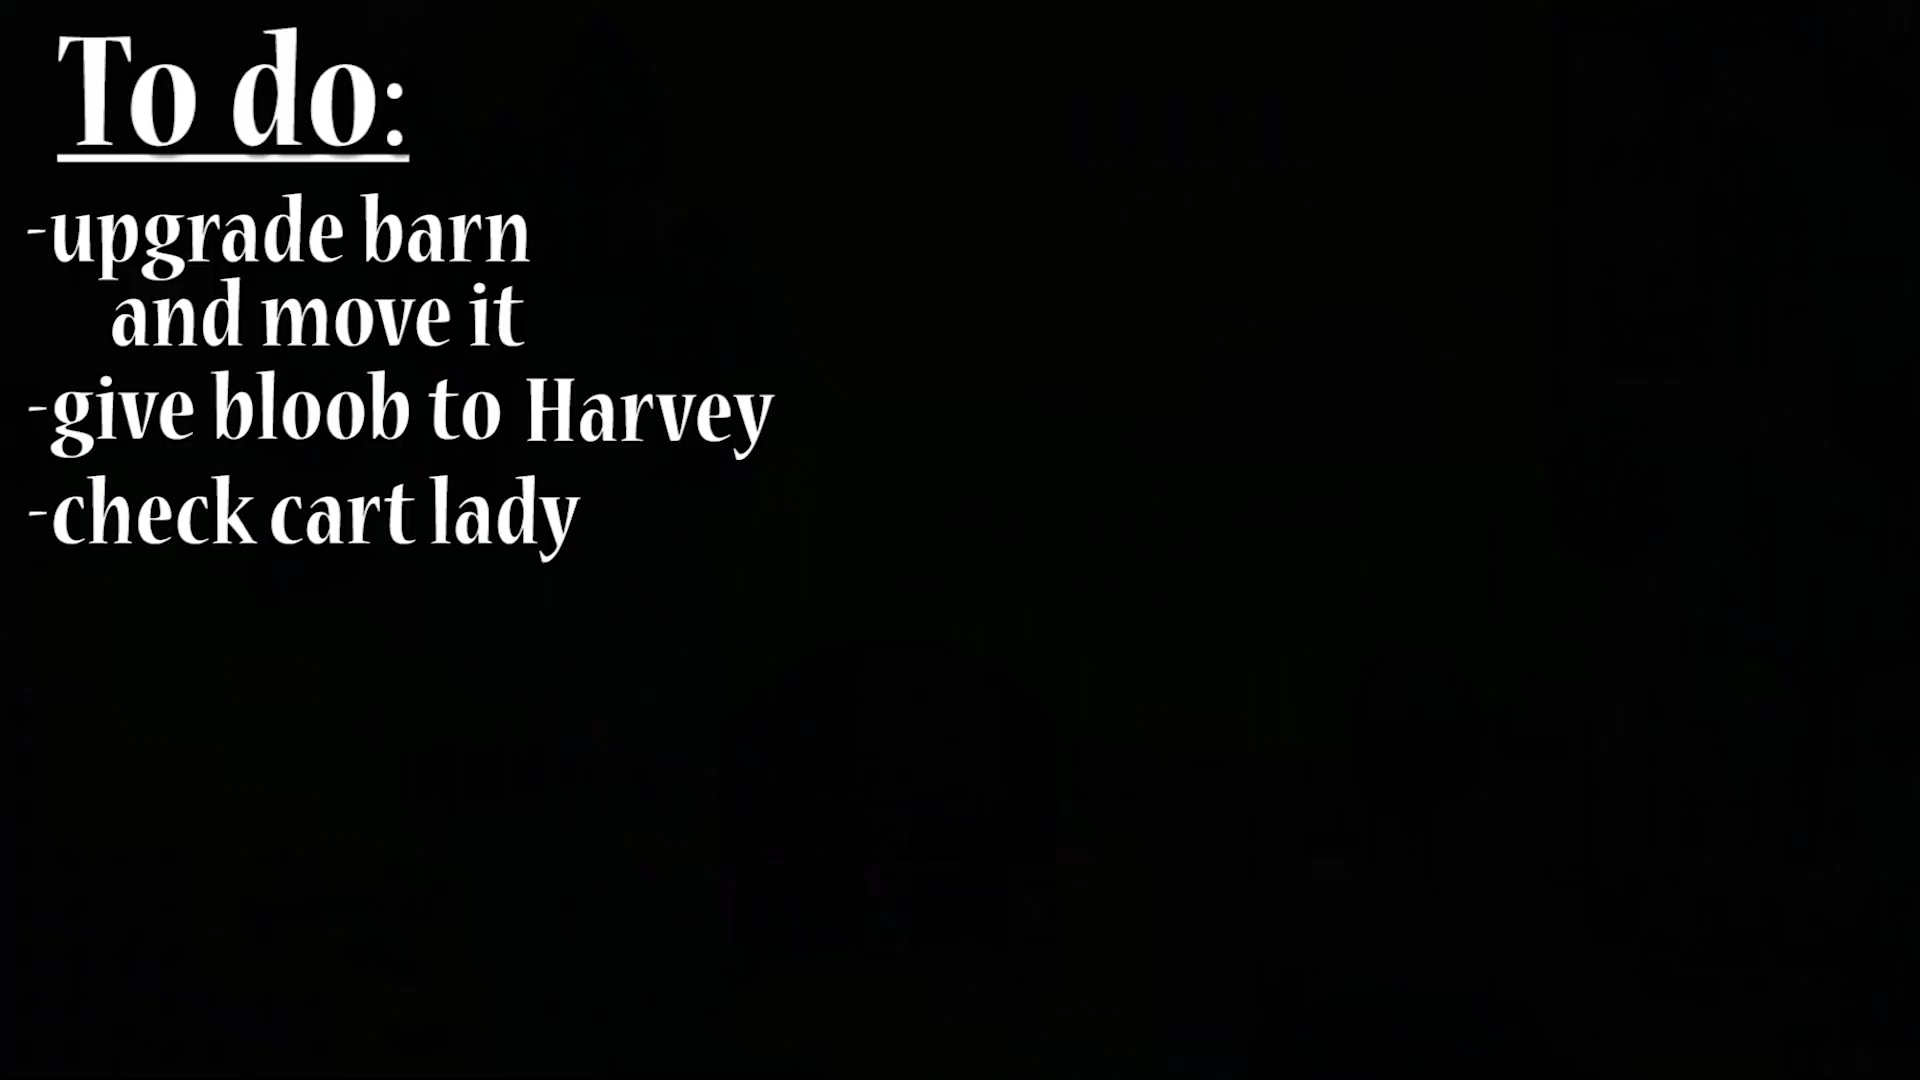 To do:
-upgrade barn
and move it
-give bloob to Harvey
-check cart lady